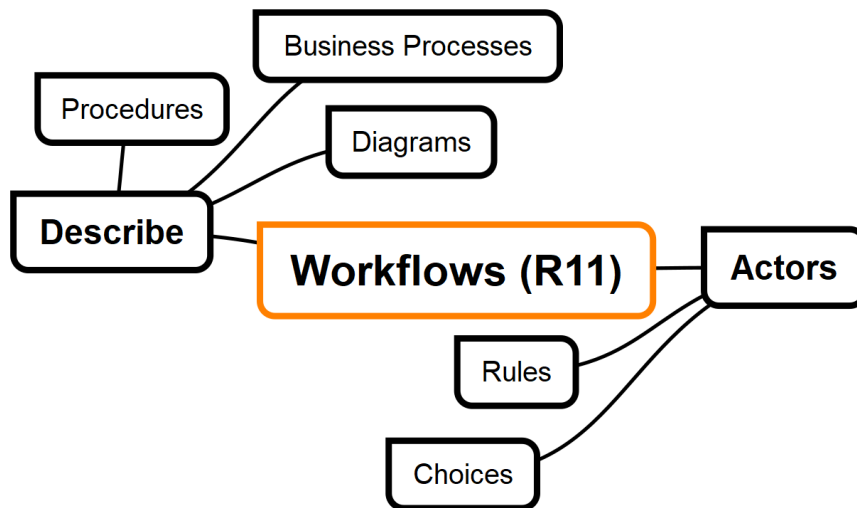 Business Processes
Procedures
Diagrams
Describe
Workflows (R11)
Actors
Rules
Choices